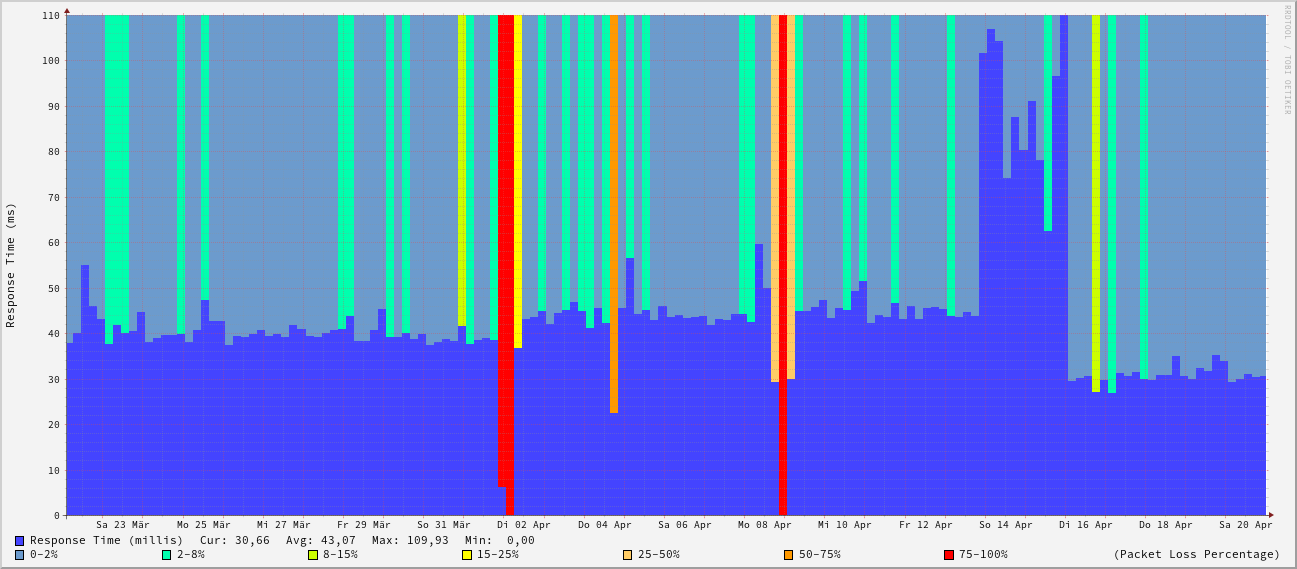 RRDTOOL / TOBI OETIKER
Response Time (ms)
110
100
90
80
70
60
50
40
30
20
10
0
Sa 23 Mär Mo 25 Mär Mi 27 Mär Fr 29 Mär So 31 Mär Di 02 Apr Do 04 Apr Sa 06 Apr Mo 08 Apr Mi 10 Apr Fr 12 Apr So 14 Apr Di 16 Apr Do 18 Apr Sa 20 Apr
Response Time (millis) Cur: 30,66 Avg: 43,07 Max: 109,93 Min: 0,00
0-2% 2-8% 8-15% 15-25% 25-50% 50-75% 75-100% (Packet Loss Percentage)